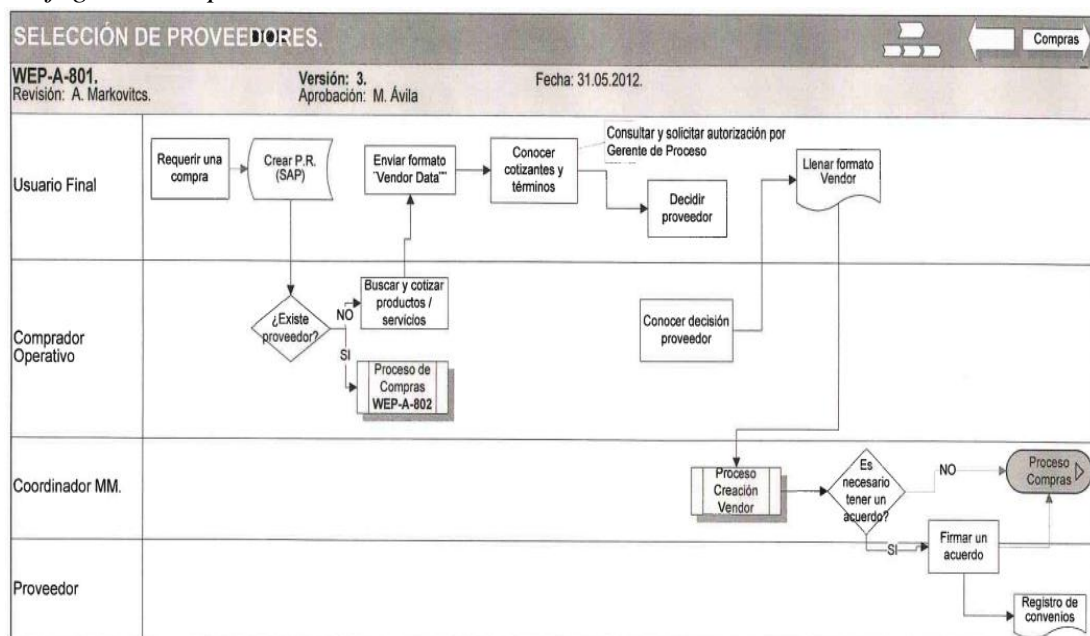 SELECCIÓN DE PROVEEDORES.
Compras
WEP-A-801.
Revisión: A. Markovitcs.
Versión: 3.
Aprobación: M. Ávila
Fecha: 31.05.2012.
Usuario Final
Requerir una
compra
Crear P.R.
(SAP)
Enviar formato
"Vendor Data""
Conocer
cotizantes y
términos
Consultar y solicitar autorización por
Gerente de Proceso
Decidir
proveedor
Llenar formato
Vendor
Comprador
Operativo
¿Existe
proveedor?
NO
SI
Buscar y cotizar
productos /
servicios
Proceso de
Compras
WEP-A-802
Conocer decisión
proveedor
Coordinador MM.
Proceso
Creación
Vendor
Es
necesario
tener un
acuerdo?
NO
SI
Proceso
Compras
Firmar un
acuerdo
Proveedor
Registro de
convenios